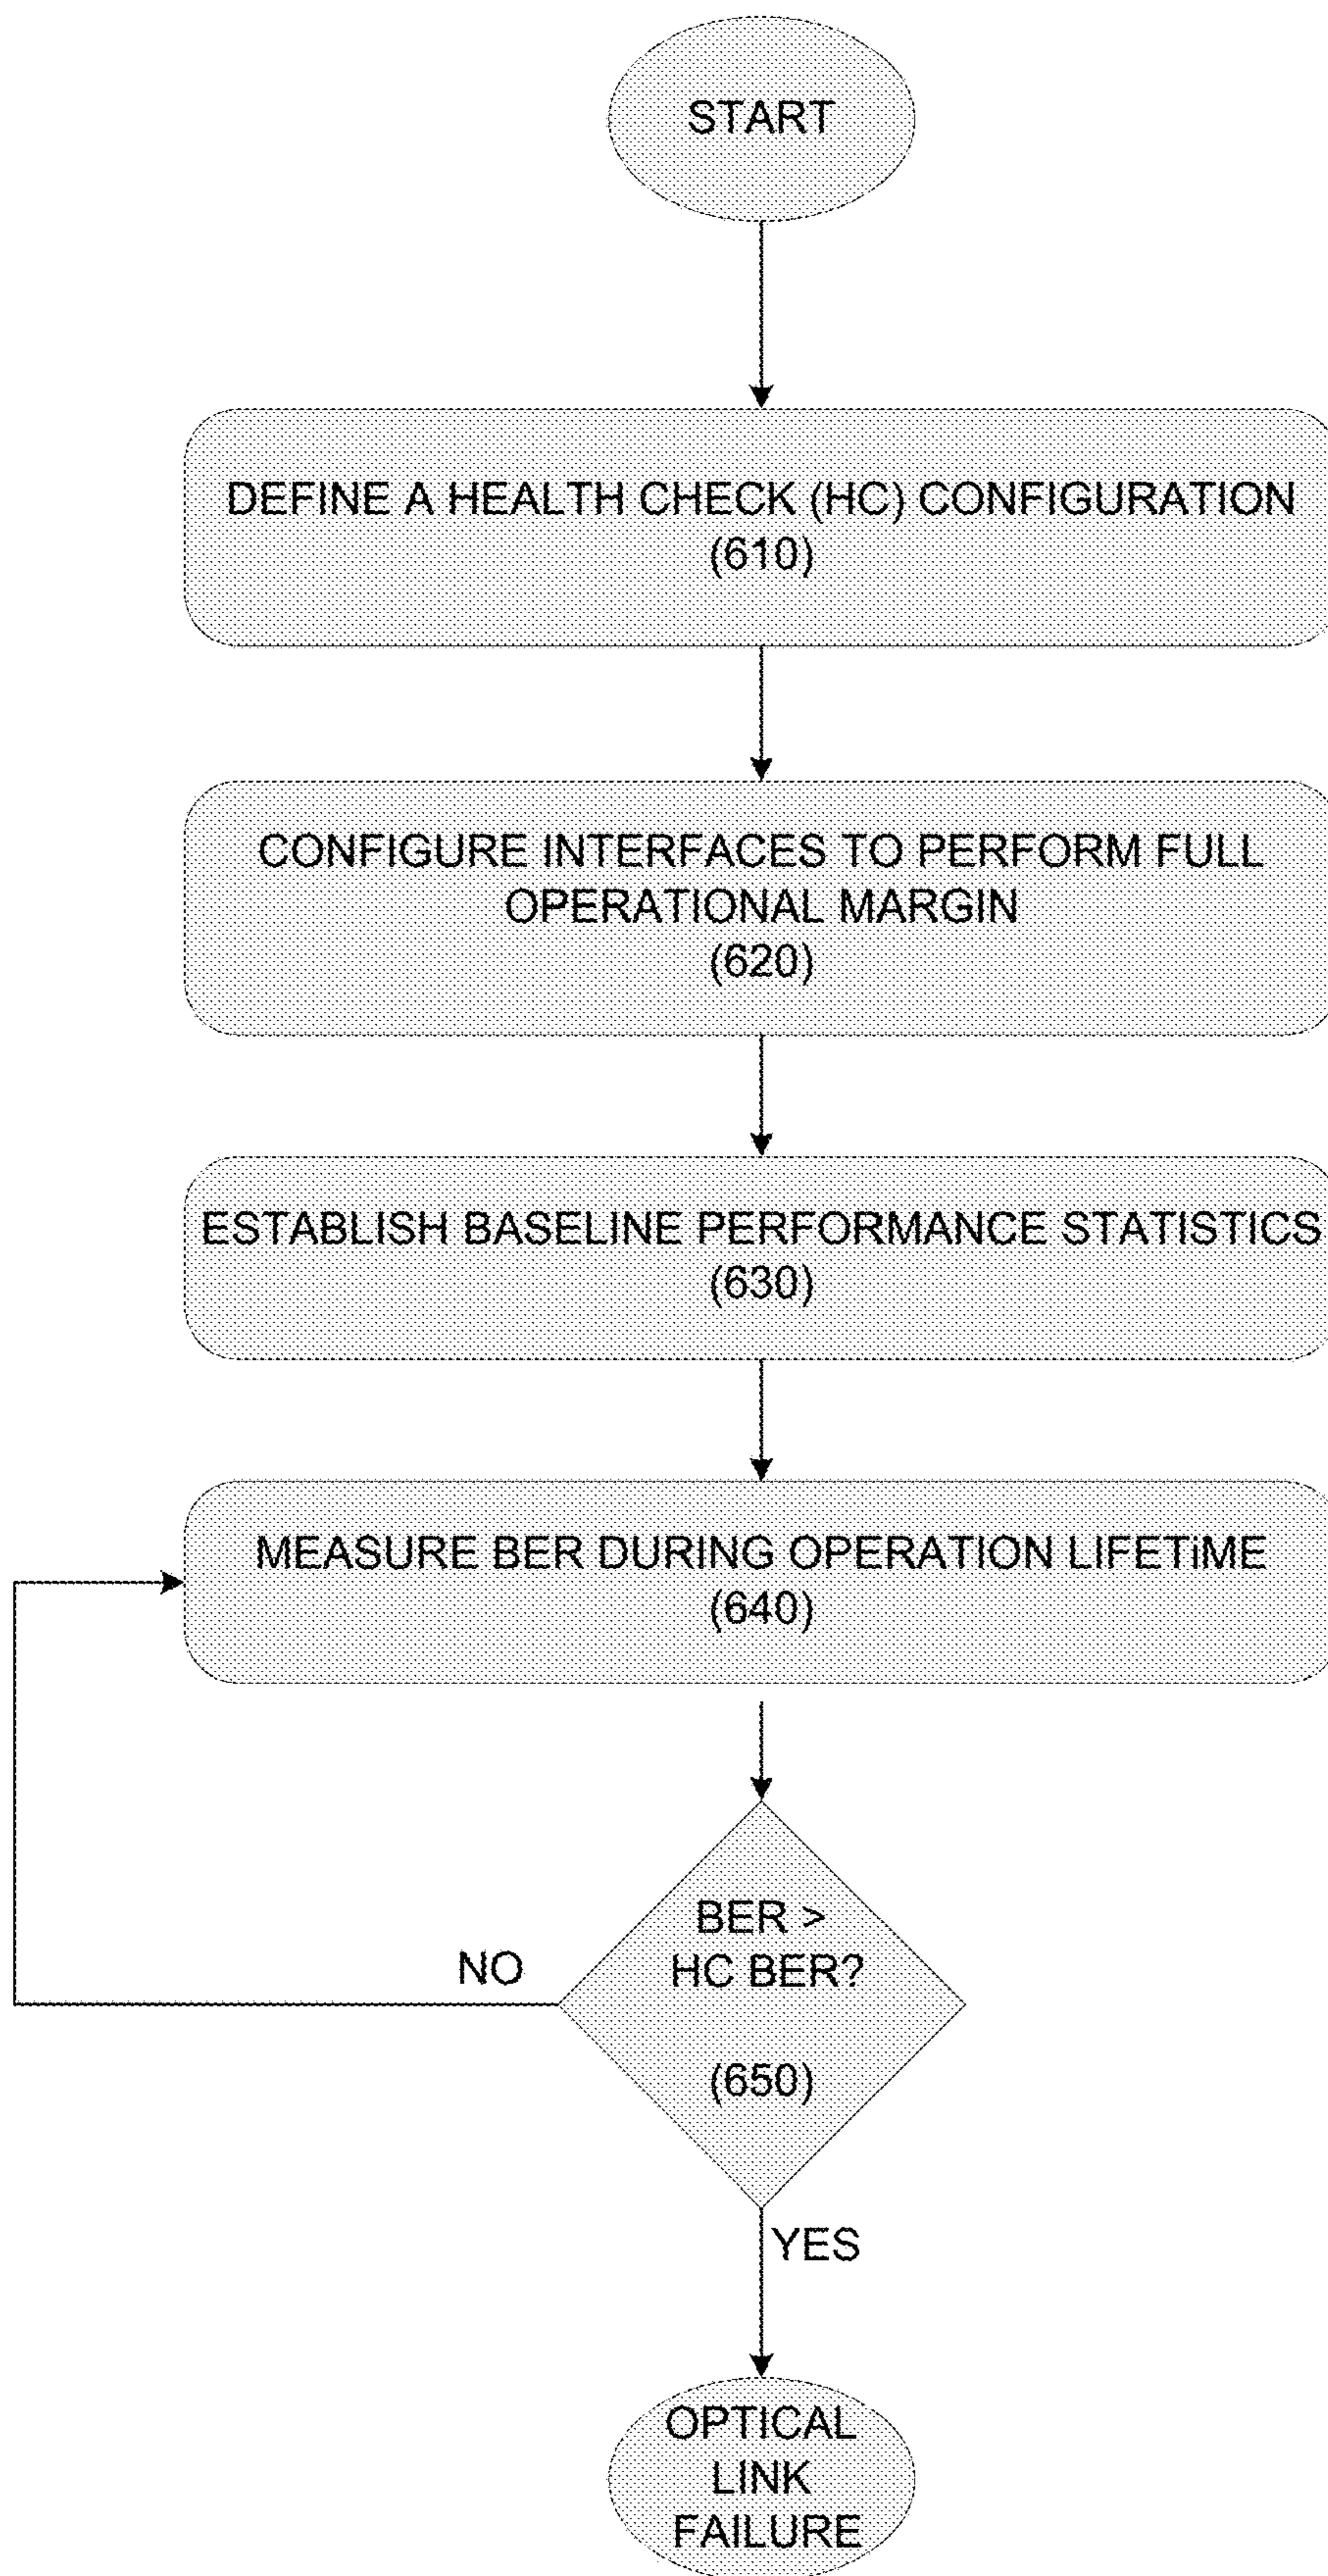 START
DEFINE A HEALTH CHECK (HC) CONFIGURATION
(610)
CONFIGURE INTERFACES TO PERFORM FULL
OPERATIONAL MARGIN
(620)
ESTABLISH BASELINE PERFORMANCE STATISTICS
(630)
MEASURE BER DURING OPERATION LIFETiME
(640)
BER >
HC BER?
(650)
NO
YES
OPTICAL
LINK
FAILURE